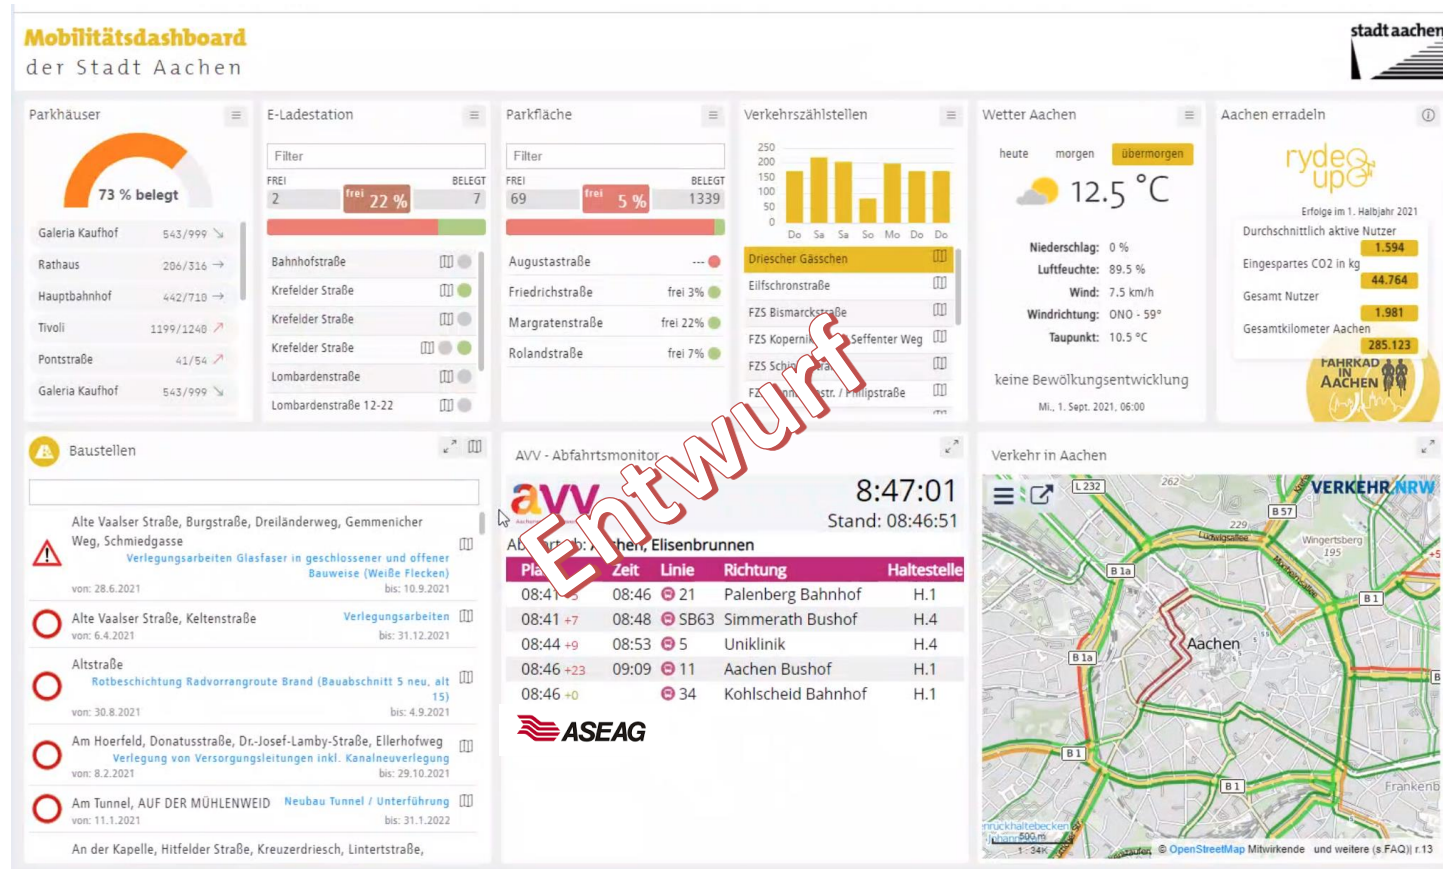 Mobilitätsdashboard
der Stadt Aachen
stadt aachen
Parkhäuser
73 % belegt
Galeria Kaufhof 543/999
Rathaus 206/316
Hauptbahnhof 442/710
Tivoli 1199/1240
Pontstraße 41/54
Galeria Kaufhof 543/999
E-Ladestation
Filter
FREI BELEGT
2 frei 22 % 7
Bahnhofstraße
Krefelder Straße
Krefelder Straße
Krefelder Straße
Lombardenstraße
Lombardenstraße 12-22
Parkfläche
Filter
FREI BELEGT
69 frei 5 % 1339
Augustastraße ---
Friedrichstraße frei 3%
Margratenstraße frei 22%
Rolandstraße frei 7%
Verkehrszählstellen
250
200
150
100
50
0
Do Sa Sa So Mo Do Do
Driescher Gässchen
Eilfschronstraße
FZS Bismarckstraße
FZS Seffenter Weg
FZS
Philipstraße
Wetter Aachen
heute morgen übermorgen
12.5 °C
Niederschlag: 0 %
Luftfeuchte: 89.5 %
Wind: 7.5 km/h
Windrichtung: ONO - 59°
Taupunkt: 10.5 °C
keine Bewölkungsentwicklung
Mi., 1. Sept. 2021, 06:00
Aachen erradeln
ryde
up
Erfolge im 1. Halbjahr 2021
Durchschnittlich aktive Nutzer
1.594
Eingespartes CO2 in kg
44.764
Gesamt Nutzer
1.981
Gesamtkilometer Aachen
285.123
FAHRRAD
IN
AACHEN
Baustellen
Alte Vaalser Straße, Burgstraße, Dreiländerweg, Gemmenicher
Weg, Schmiedgasse
Verlegungsarbeiten Glasfaser in geschlossener und offener
Bauweise (Weiße Flecken)
von: 28.6.2021 bis: 10.9.2021
Alte Vaalser Straße, Keltenstraße Verlegungsarbeiten
von: 6.4.2021 bis: 31.12.2021
Altstraße
Rotbeschichtung Radvorrangroute Brand (Bauabschnitt 5 neu, alt
15)
von: 30.8.2021 bis: 4.9.2021
Am Hoerfeld, Donatusstraße, Dr.-Josef-Lamby-Straße, Ellerhofweg
Verlegung von Versorgungsleitungen inkl. Kanalneuverlegung
von: 8.2.2021 bis: 29.10.2021
Am Tunnel, AUF DER MÜHLENWEID Neubau Tunnel / Unterführung
von: 11.1.2021 bis: 31.1.2022
An der Kapelle, Hitfelder Straße, Kreuzerdriesch, Lintertstraße,
AVV - Abfahrtsmonitor
avv
8:47:01
Stand: 08:46:51
Elisenbrunnen
Zeit Linie Richtung Haltestelle
08:41 08:46 21 Palenberg Bahnhof H.1
08:41 +7 08:48 SB63 Simmerath Bushof H.4
08:44 +9 08:53 5 Uniklinik H.4
08:46 +23 09:09 11 Aachen Bushof H.1
08:46 +0 34 Kohlscheid Bahnhof H.1
ASEAG
Entwurf
Verkehr in Aachen
VERKEHR.NRW
L 232
262
B 57
229
Ludwigsallee
Wingertsberg
195
Monheimsallee
B 1a
B 1
Aachen
B 1a
B 1
B 1
Frankenb
500 m
1 : 34K
© OpenStreetMap Mitwirkende und weitere (s.FAQ)| r.13